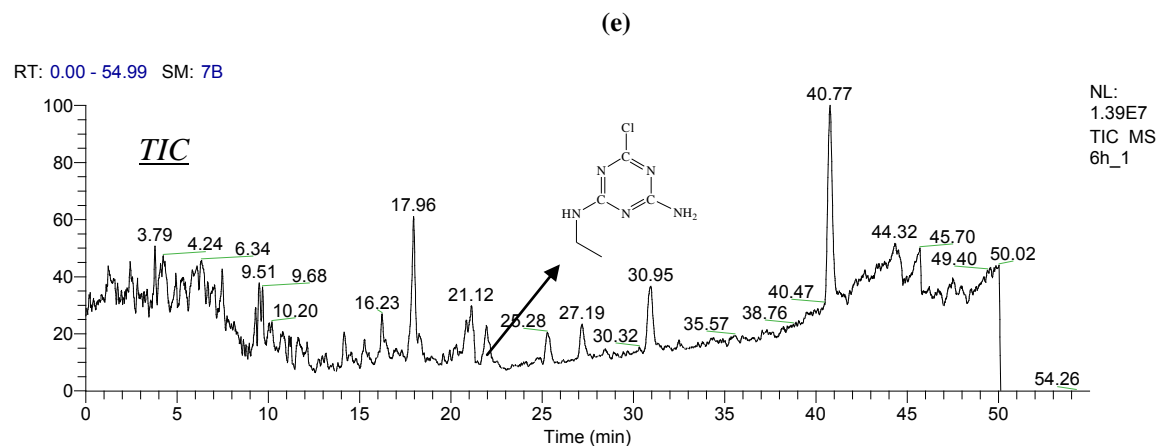 (e)
RT: 0.00 - 54.99 SM: 7B
NL:
1.39E7
TIC MS
6h_1
TIC
100
80
60
40
20
0
40.77
17.96
3.79
4.24
6.34
9.51
9.68
10.20
16.23
21.12
25.28
27.19
30.32
30.95
35.57
38.76
40.47
44.32
45.70
49.40
50.02
54.26
Cl
C
N N
C C
HN N NH₂
0 5 10 15 20 25 30 35 40 45 50
Time (min)